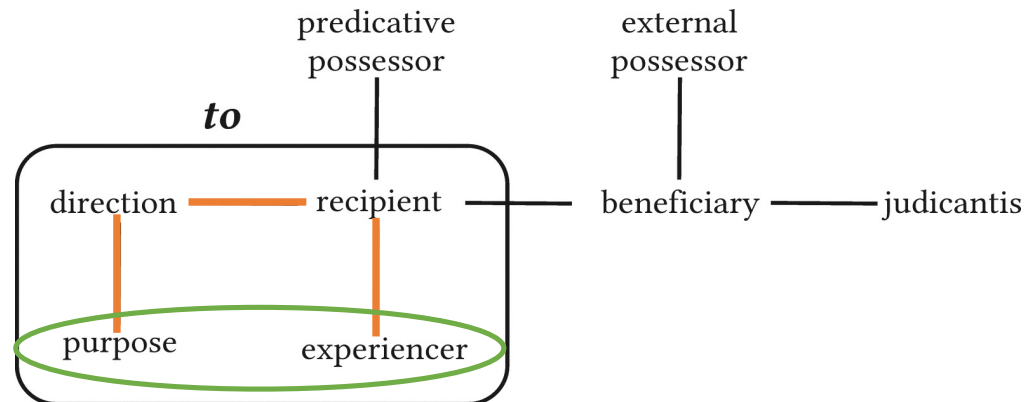 predicative
possessor
external
possessor
to
direction
recipient
beneficiary
judicantis
purpose
experiencer